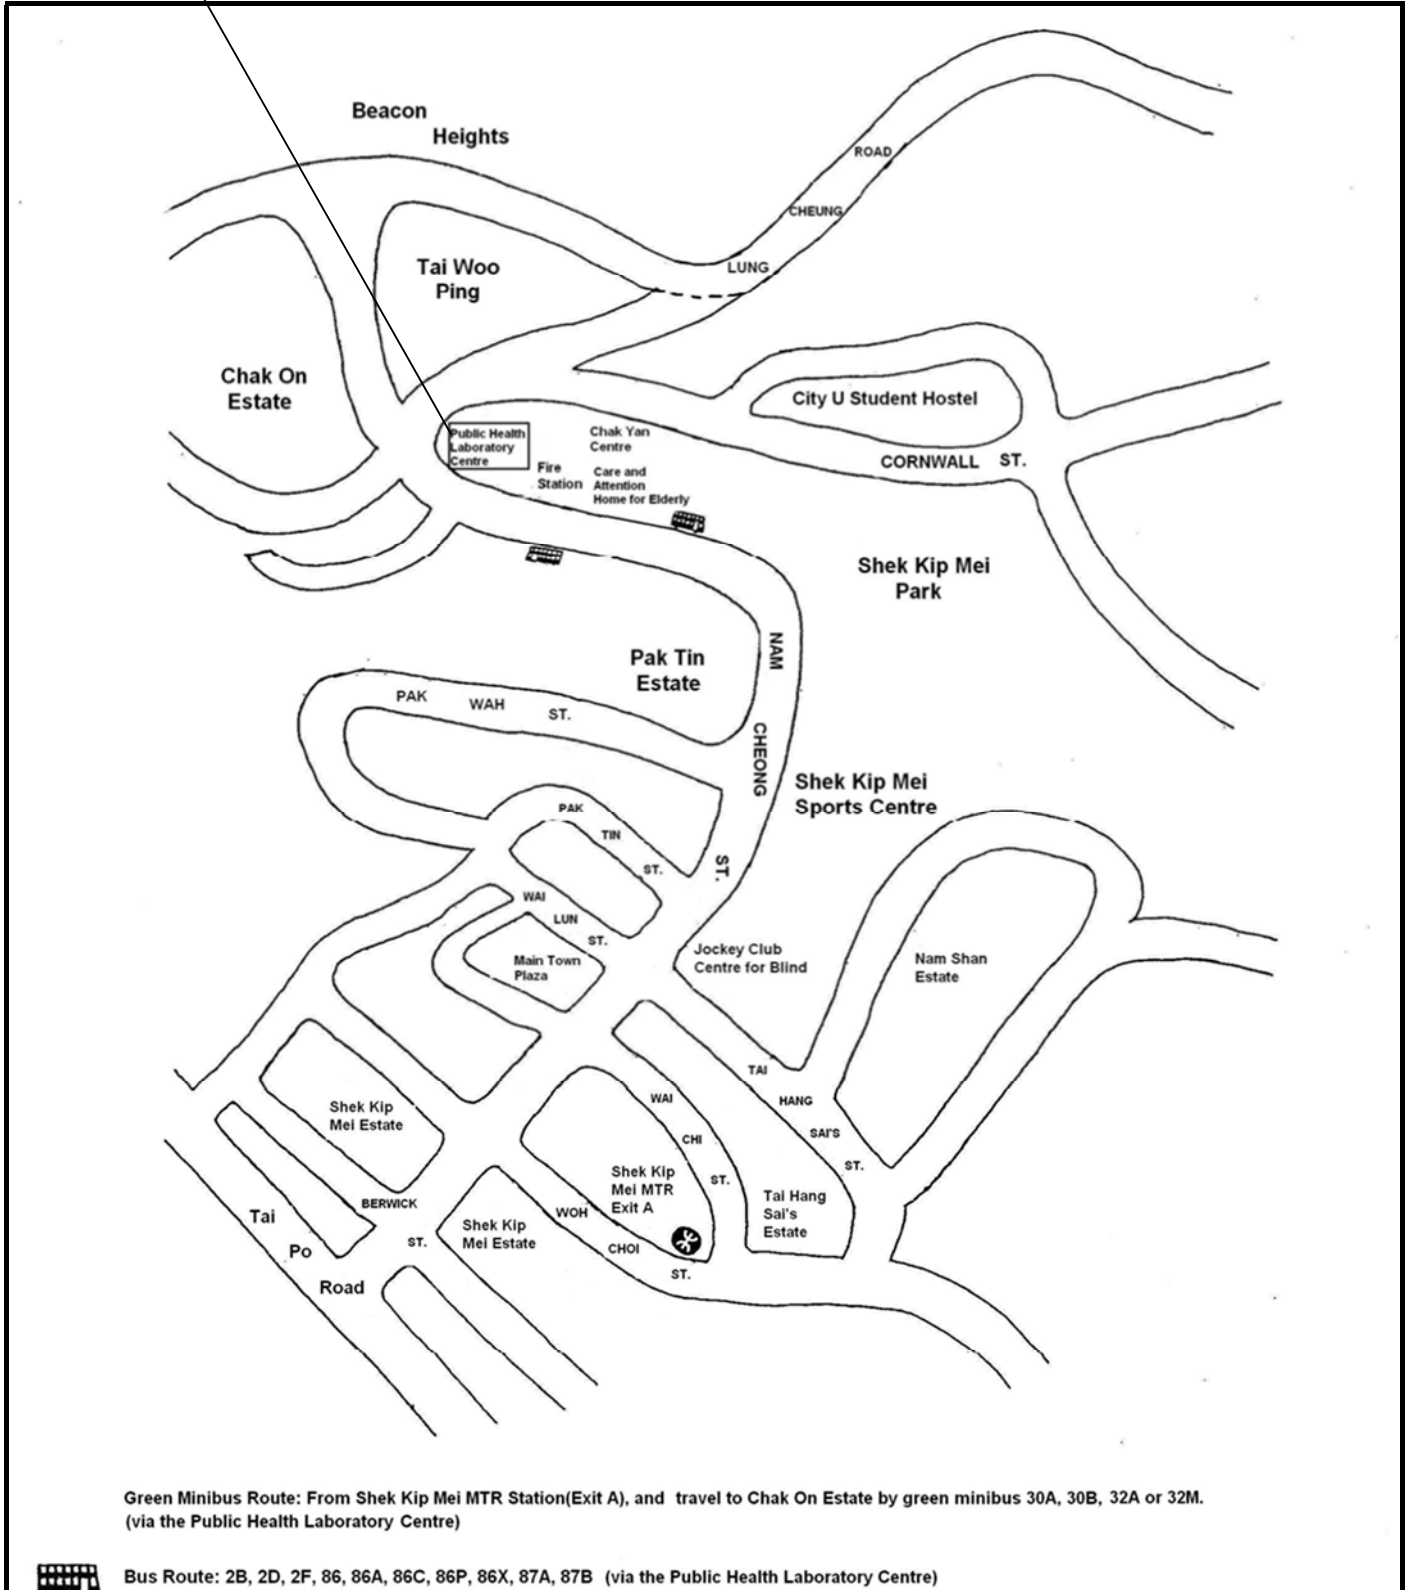 Beacon
Heights
ROAD
CHEUNG
LUNG
Tai Woo
Ping
Chak On
Estate
City U Student Hostel
CORNWALL ST.
Public Health
Laboratory
Centre
Chak Yan
Centre
Fire
Station
Care and
Attention
Home for Elderly
Shek Kip Mei
Park
NAM
CHEONG
ST.
Pak Tin
Estate
PAK WAH ST.
Shek Kip Mei
Sports Centre
PAK
TIN
ST.
WAI
LUN
ST.
Main Town
Plaza
Jockey Club
Centre for Blind
Nam Shan
Estate
TAI
HANG
SAI'S
ST.
WAI
CHI
ST.
Shek Kip
Mei Estate
Shek Kip
Mei MTR
Exit A
Tai Hang
Sai's
Estate
BERWICK
ST.
WOH
CHOI
ST.
Shek Kip
Mei Estate
Tai
Po
Road
Green Minibus Route: From Shek Kip Mei MTR Station(Exit A), and travel to Chak On Estate by green minibus 30A, 30B, 32A or 32M.
(via the Public Health Laboratory Centre)
Bus Route: 2B, 2D, 2F, 86, 86A, 86C, 86P, 86X, 87A, 87B (via the Public Health Laboratory Centre)